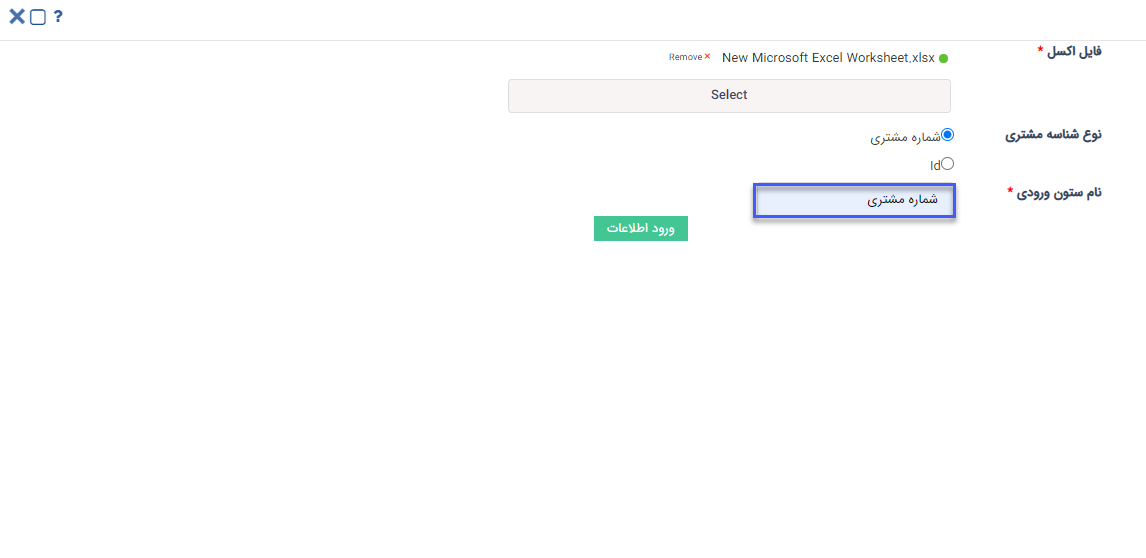 ?
فایل اکسل *
New Microsoft Excel Worksheet.xlsx Remove
Select
نوع شناسه مشتری
شماره مشتری
Id
نام ستون ورودی *
شماره مشتری
ورود اطلاعات